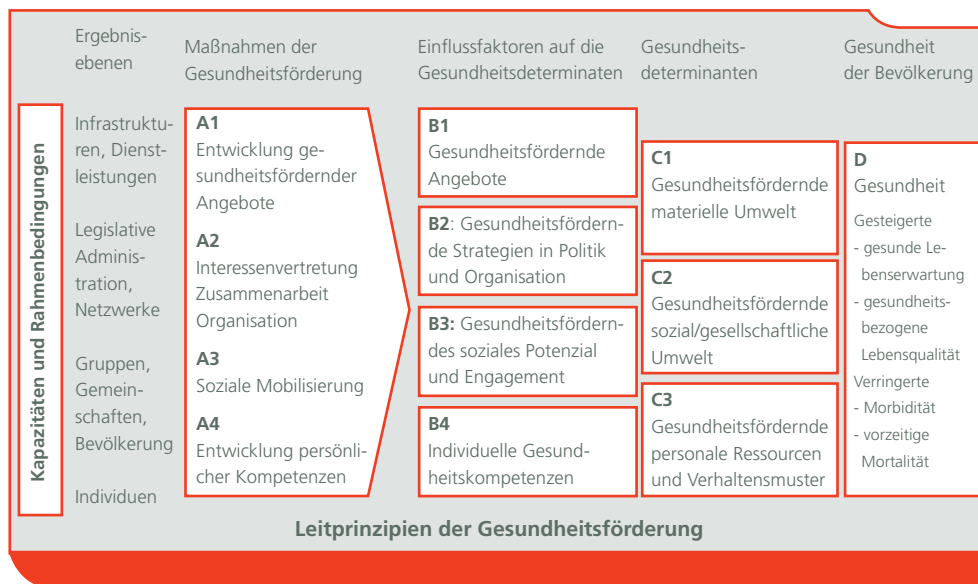 Ergebnis-
ebenen
Maßnahmen der
Gesundheitsförderung
Einflussfaktoren auf die
Gesundheitsdeterminaten
Gesundheits-
determinanten
Gesundheit
der Bevölkerung
Kapazitäten und Rahmenbedingungen
Infrastruktu-
ren, Dienst-
leistungen
Legislative
Adminis-
tration,
Netzwerke
Gruppen,
Gemein-
schaften,
Bevölkerung
Individuen
A1
Entwicklung ge-
sundheitsfördernder
Angebote
A2
Interessenvertretung
Zusammenarbeit
Organisation
A3
Soziale Mobilisierung
A4
Entwicklung persönli-
cher Kompetenzen
B1
Gesundheitsfördernde
Angebote
B2: Gesundheitsfördern-
de Strategien in Politik
und Organisation
B3: Gesundheitsfördern-
des soziales Potenzial
und Engagement
B4
Individuelle Gesund-
heitskompetenzen
C1
Gesundheitsfördernde
materielle Umwelt
C2
Gesundheitsfördernde
sozial/gesellschaftliche
Umwelt
C3
Gesundheitsfördernde
personale Ressourcen
und Verhaltensmuster
D
Gesundheit
Gesteigerte
- gesunde Le-
benserwartung
- gesundheits-
bezogene
Lebensqualität
Verringerte
- Morbidität
- vorzeitige
Mortalität
Leitprinzipien der Gesundheitsförderung